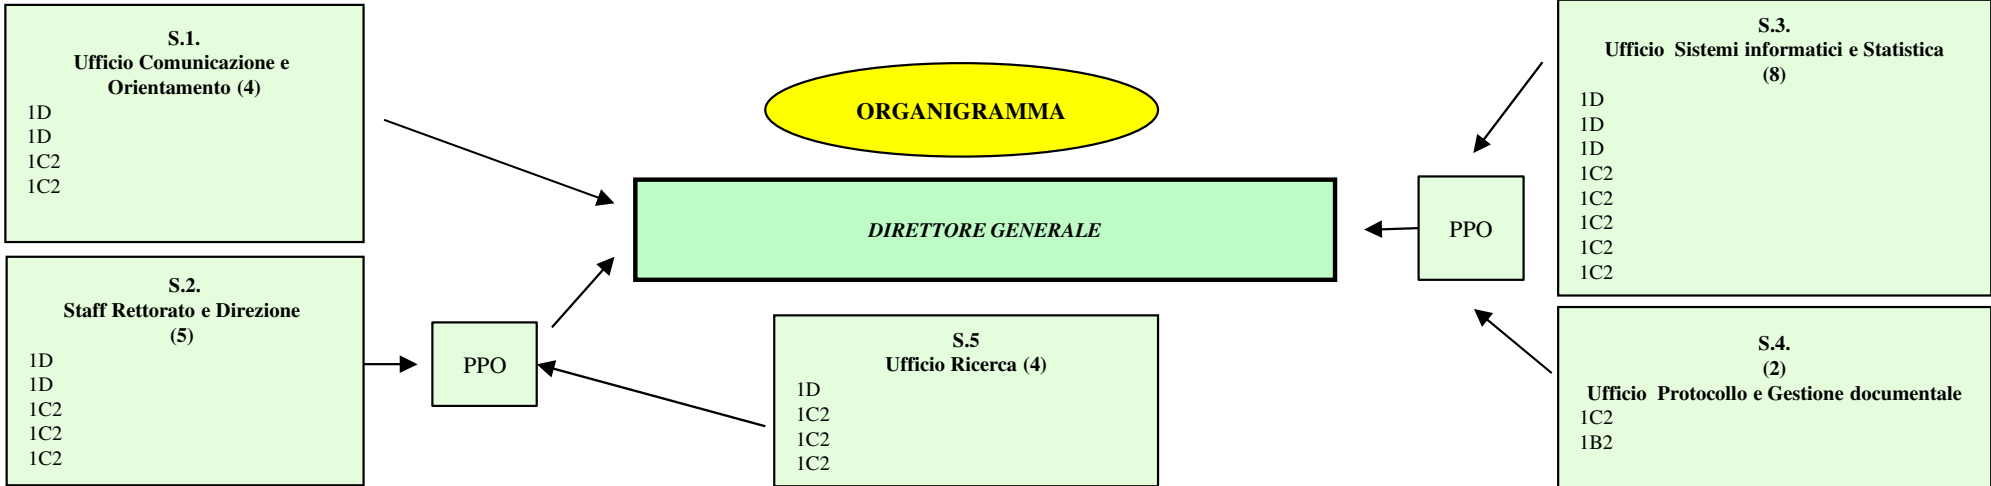 S.1.
Ufficio Comunicazione e
Orientamento (4)
1D
1D
1C2
1C2
S.2.
Staff Rettorato e Direzione
(5)
1D
1D
1C2
1C2
1C2
PPO
ORGANIGRAMMA
DIRETTORE GENERALE
S.5
Ufficio Ricerca (4)
1D
1C2
1C2
1C2
PPO
S.3.
Ufficio Sistemi informatici e Statistica
(8)
1D
1D
1D
1C2
1C2
1C2
1C2
1C2
S.4.
(2)
Ufficio Protocollo e Gestione documentale
1C2
1B2